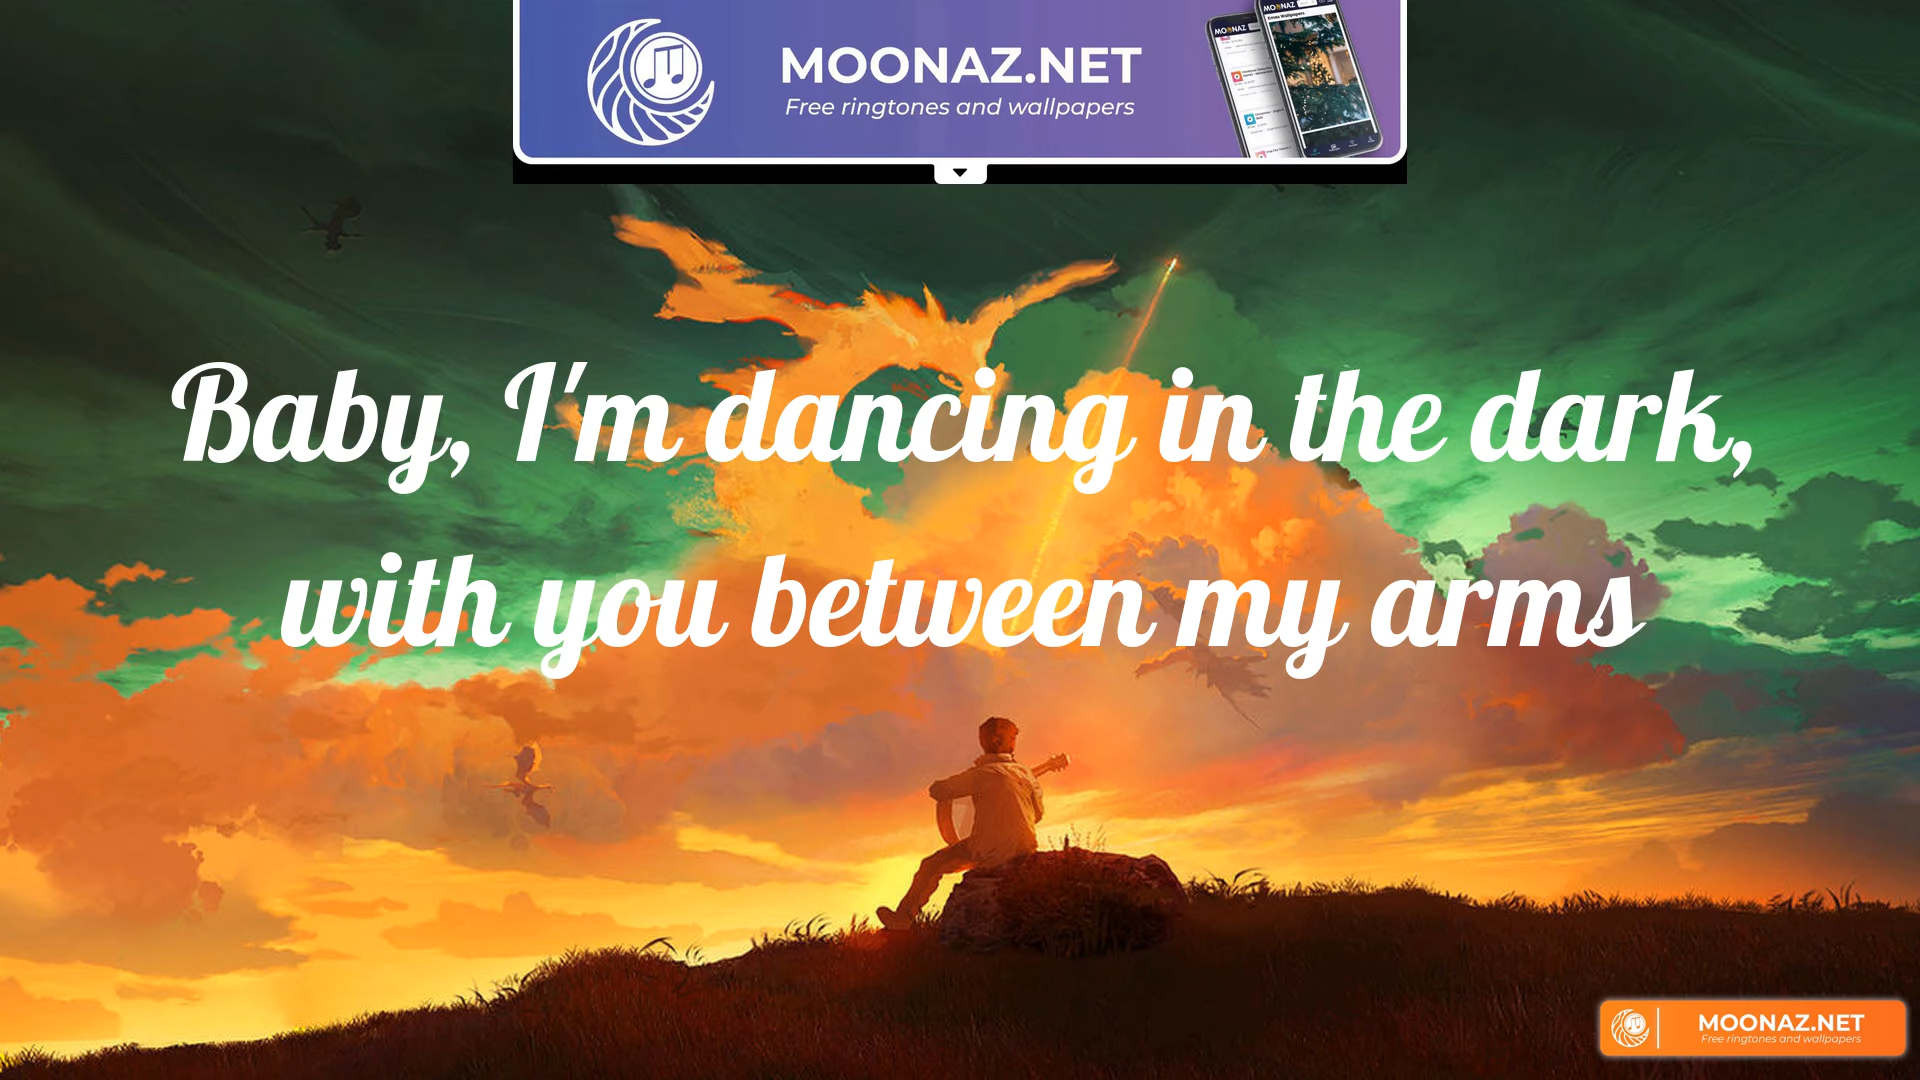 MOONAZ.NET
Free ringtones and wallpapers
Baby, I'm dancing in the dark,
with you between my arms
MOONAZ.NET
Free ringtones and wallpapers